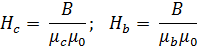 H_c = B / (μ_c μ_0); H_b = B / (μ_b μ_0)